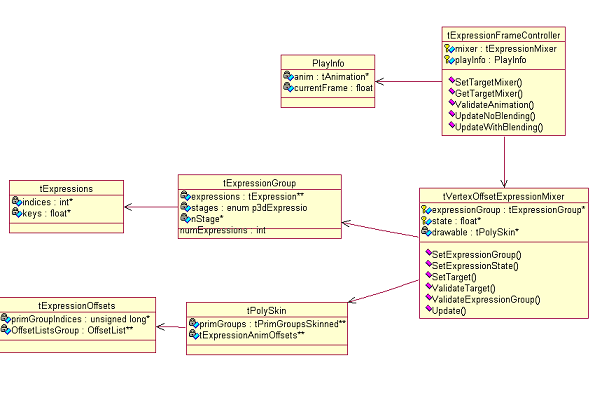 tExpressionFrameController
mixer : tExpressionMixer
playInfo : PlayInfo
SetTargetMixer()
GetTargetMixer()
ValidateAnimation()
UpdateNoBlending()
UpdateWithBlending()
PlayInfo
anim : tAnimation*
currentFrame : float
tExpressions
indices : int*
keys : float*
tExpressionGroup
expressions : tExpression**
stages : enum p3dExpressio
nStage*
numExpressions : int
tVertexOffsetExpressionMixer
expressionGroup : tExpressionGroup*
state : float*
drawable : tPolySkin*
SetExpressionGroup()
SetExpressionState()
SetTarget()
ValidateTarget()
ValidateExpressionGroup()
Update()
tExpressionOffsets
primGroupIndices : unsigned long*
OffsetListsGroup : OffsetList**
tPolySkin
primGroups : tPrimGroupsSkinned**
tExpressionAnimOffsets**